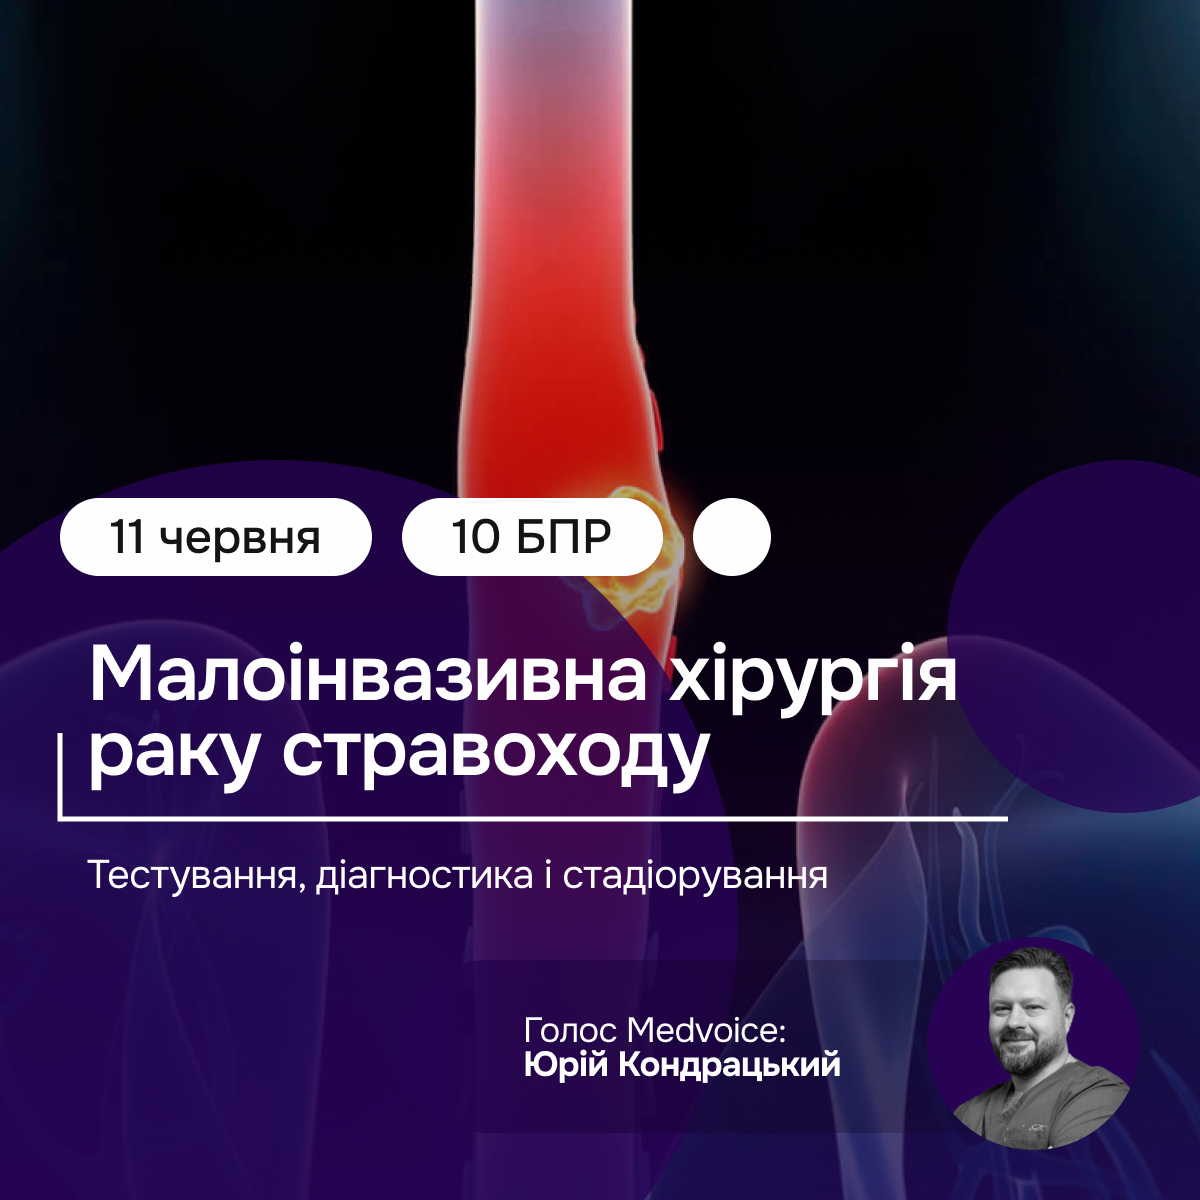 11 червня
10 БПР
Малоінвазивна хірургія
раку стравоходу
Тестування, діагностика і стадіорування
Голос Medvoice:
Юрій Кондрацький